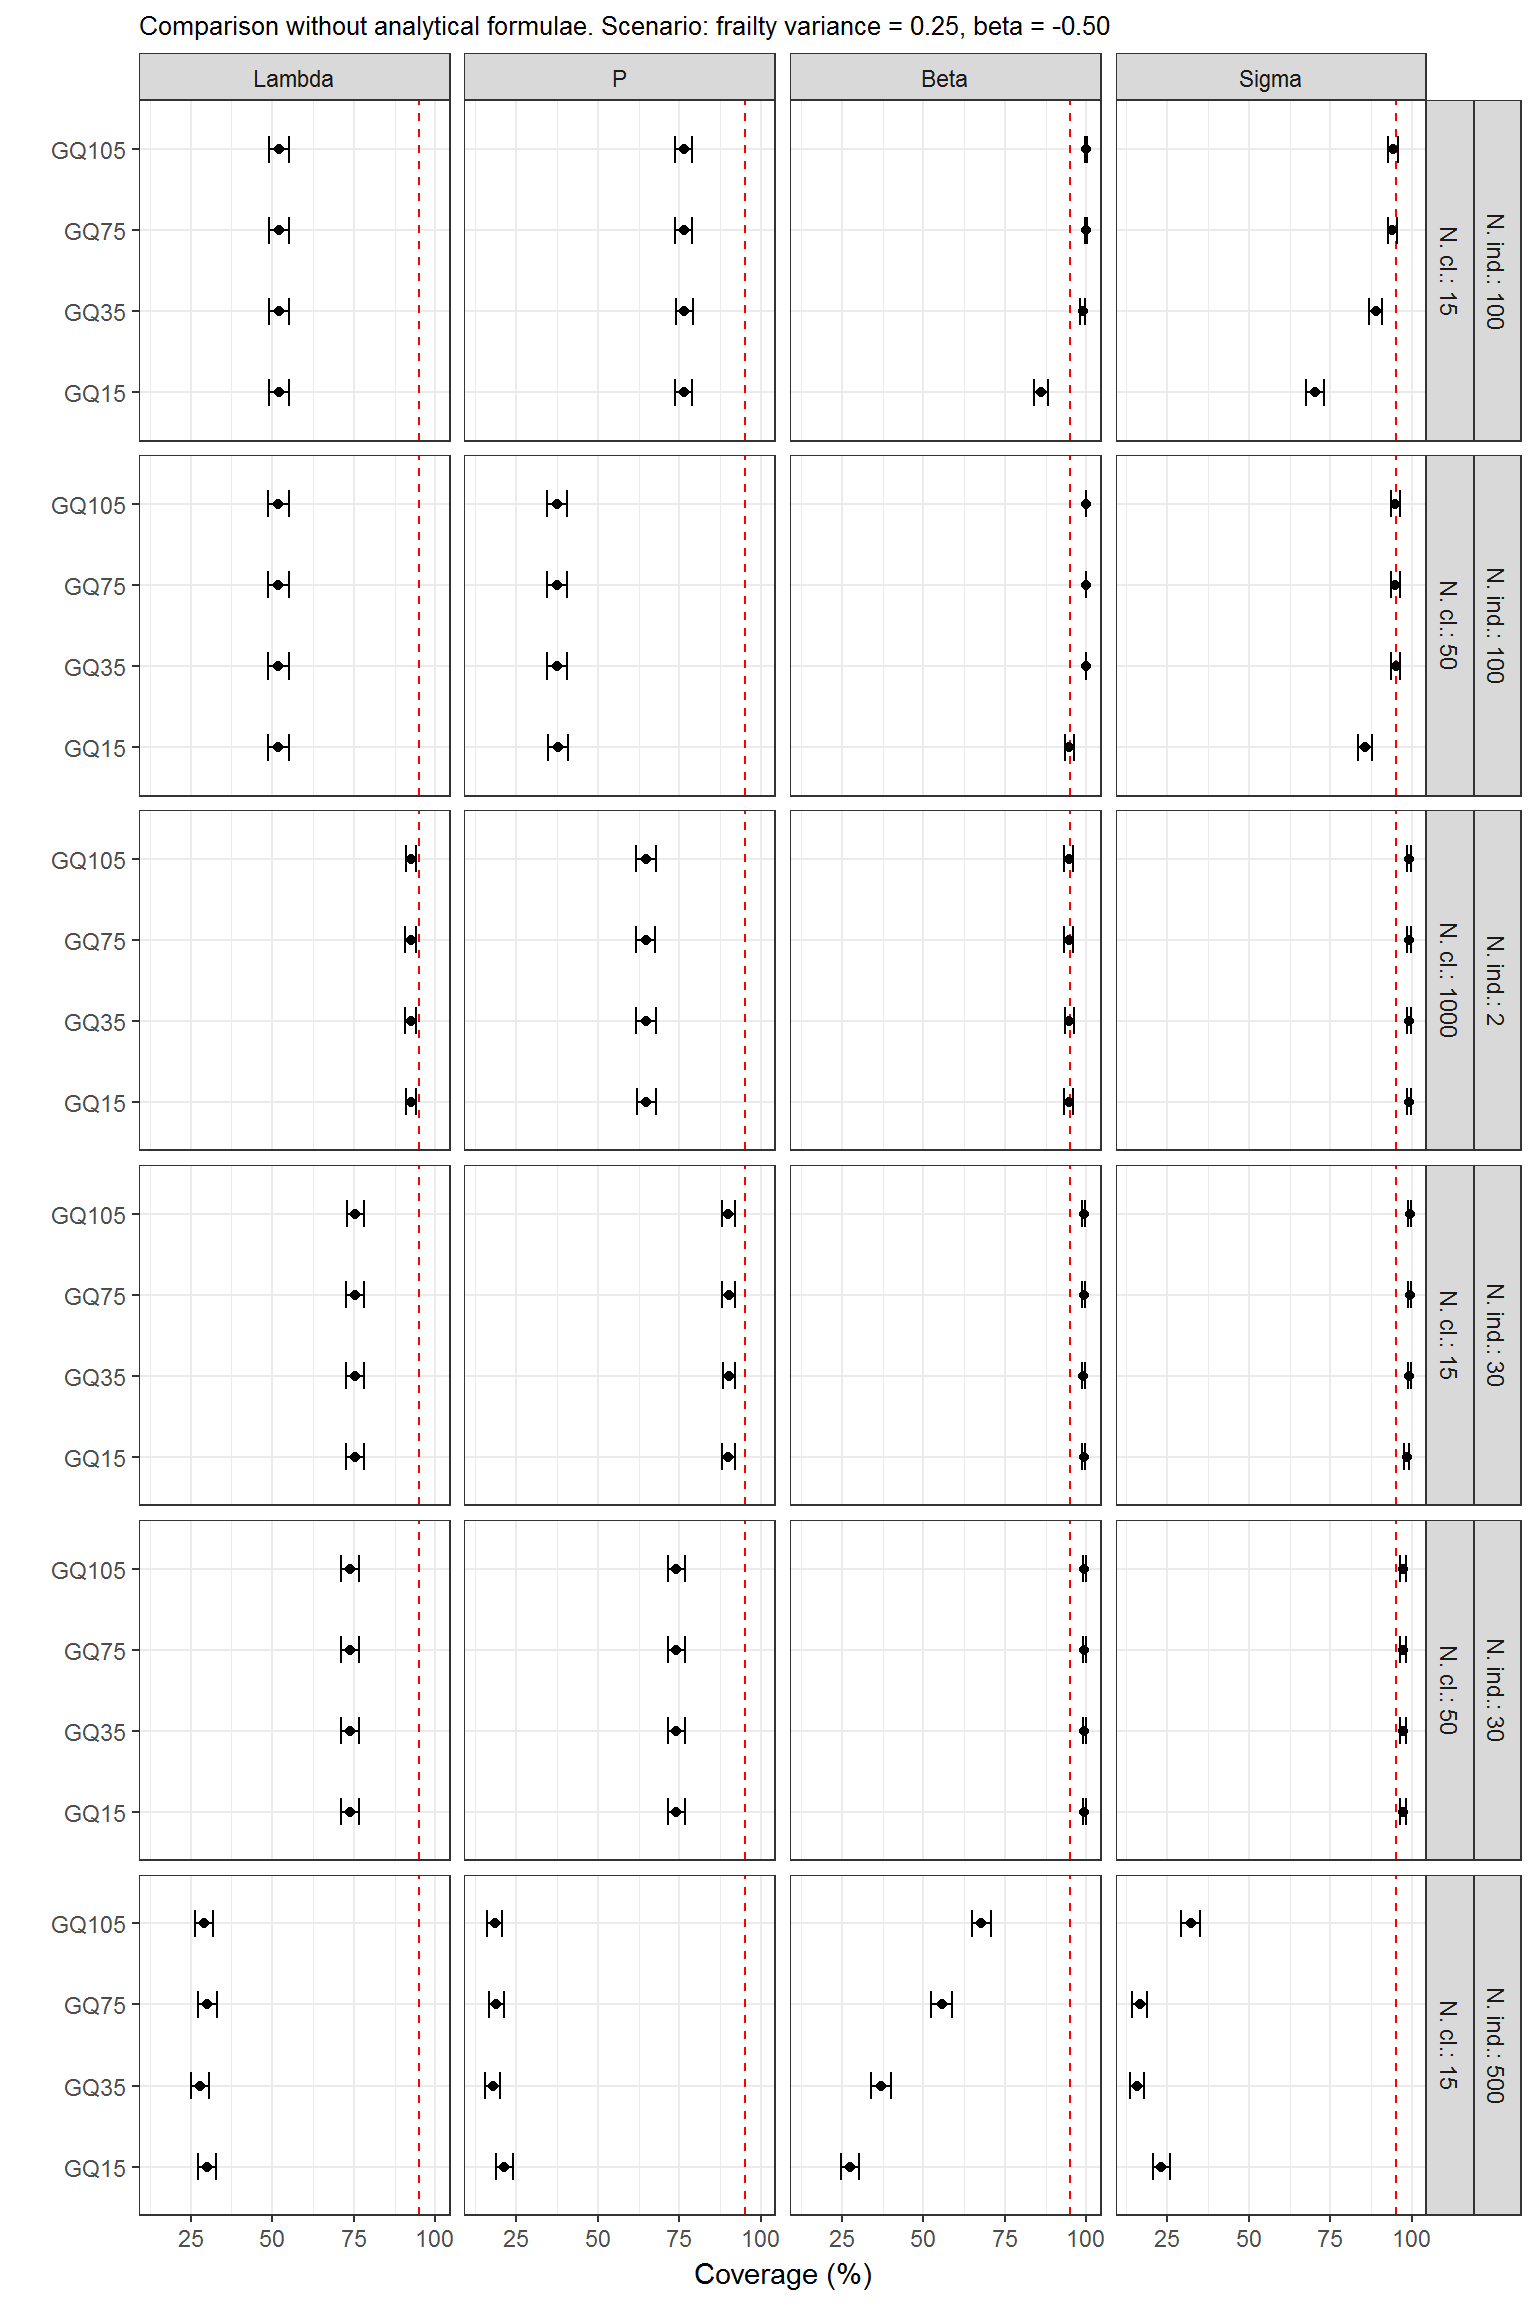 Comparison without analytical formulae. Scenario: frailty variance = 0.25, beta = -0.50
Lambda
P
Beta
Sigma
GQ105
GQ75
GQ35
GQ15
N. cl.: 15
N. ind.: 100
GQ105
GQ75
GQ35
GQ15
N. cl.: 50
N. ind.: 100
GQ105
GQ75
GQ35
GQ15
N. cl.: 1000
N. ind.: 2
GQ105
GQ75
GQ35
GQ15
N. cl.: 15
N. ind.: 30
GQ105
GQ75
GQ35
GQ15
N. cl.: 50
N. ind.: 30
GQ105
GQ75
GQ35
GQ15
N. cl.: 15
N. ind.: 500
25 50 75 100
25 50 75 100
25 50 75 100
25 50 75 100
Coverage (%)